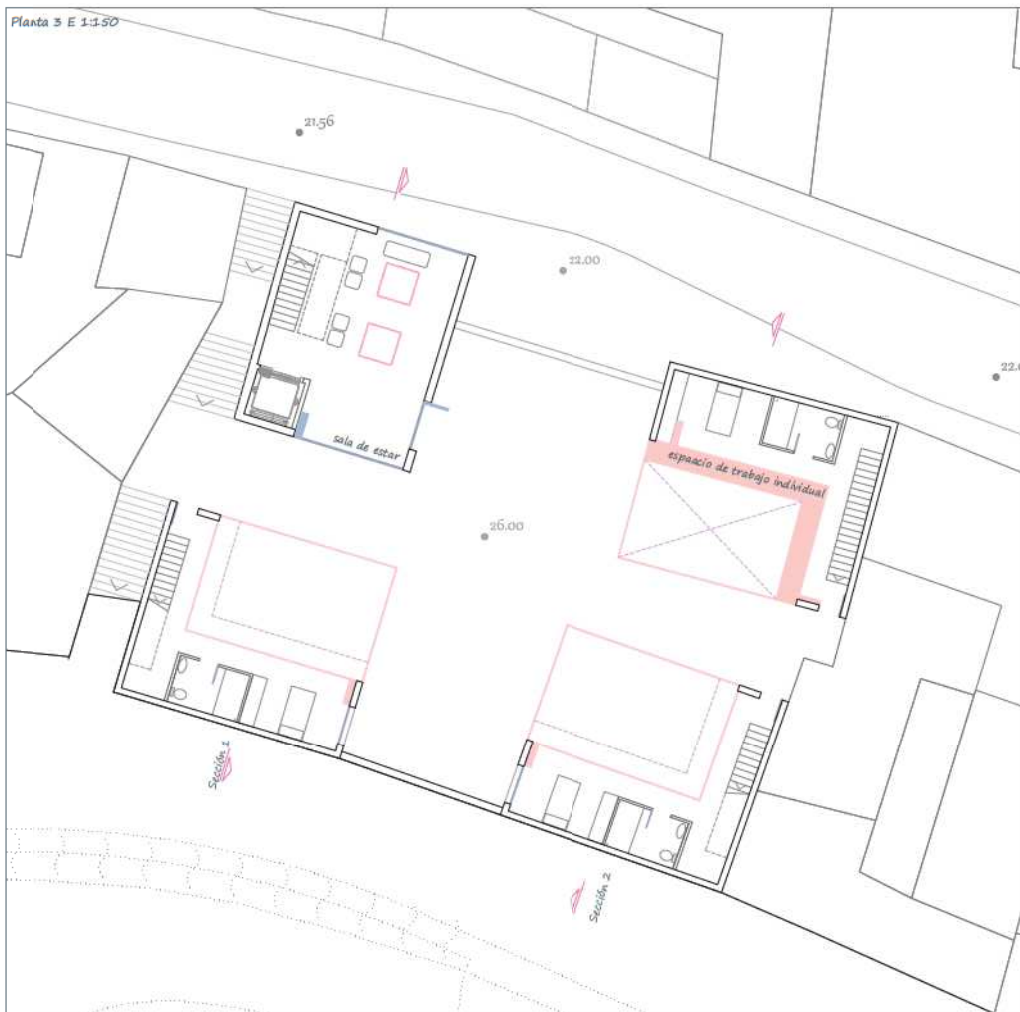 Planta 3 E 1:150
21.56
22.00
22.0
sala de estar
espaacio de trabajo individual
26.00
Sección 1
Sección 2